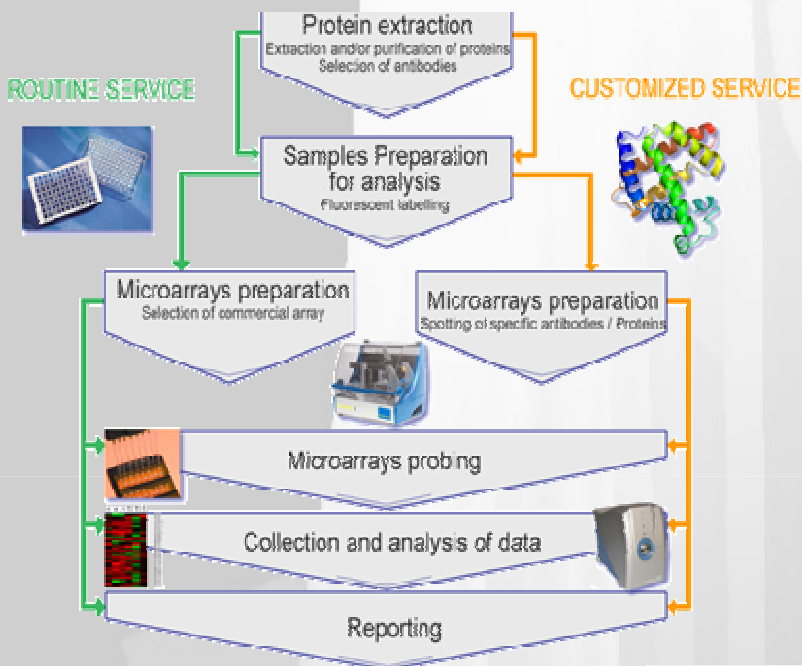 Protein extraction
Extraction and/or purification of proteins
Selection of antibodies
ROUTINE SERVICE
CUSTOMIZED SERVICE
Samples Preparation
for analysis
Fluorescent labelling
Microarrays preparation
Selection of commercial array
Microarrays preparation
Spotting of specific antibodies / Proteins
Microarrays probing
Collection and analysis of data
Reporting